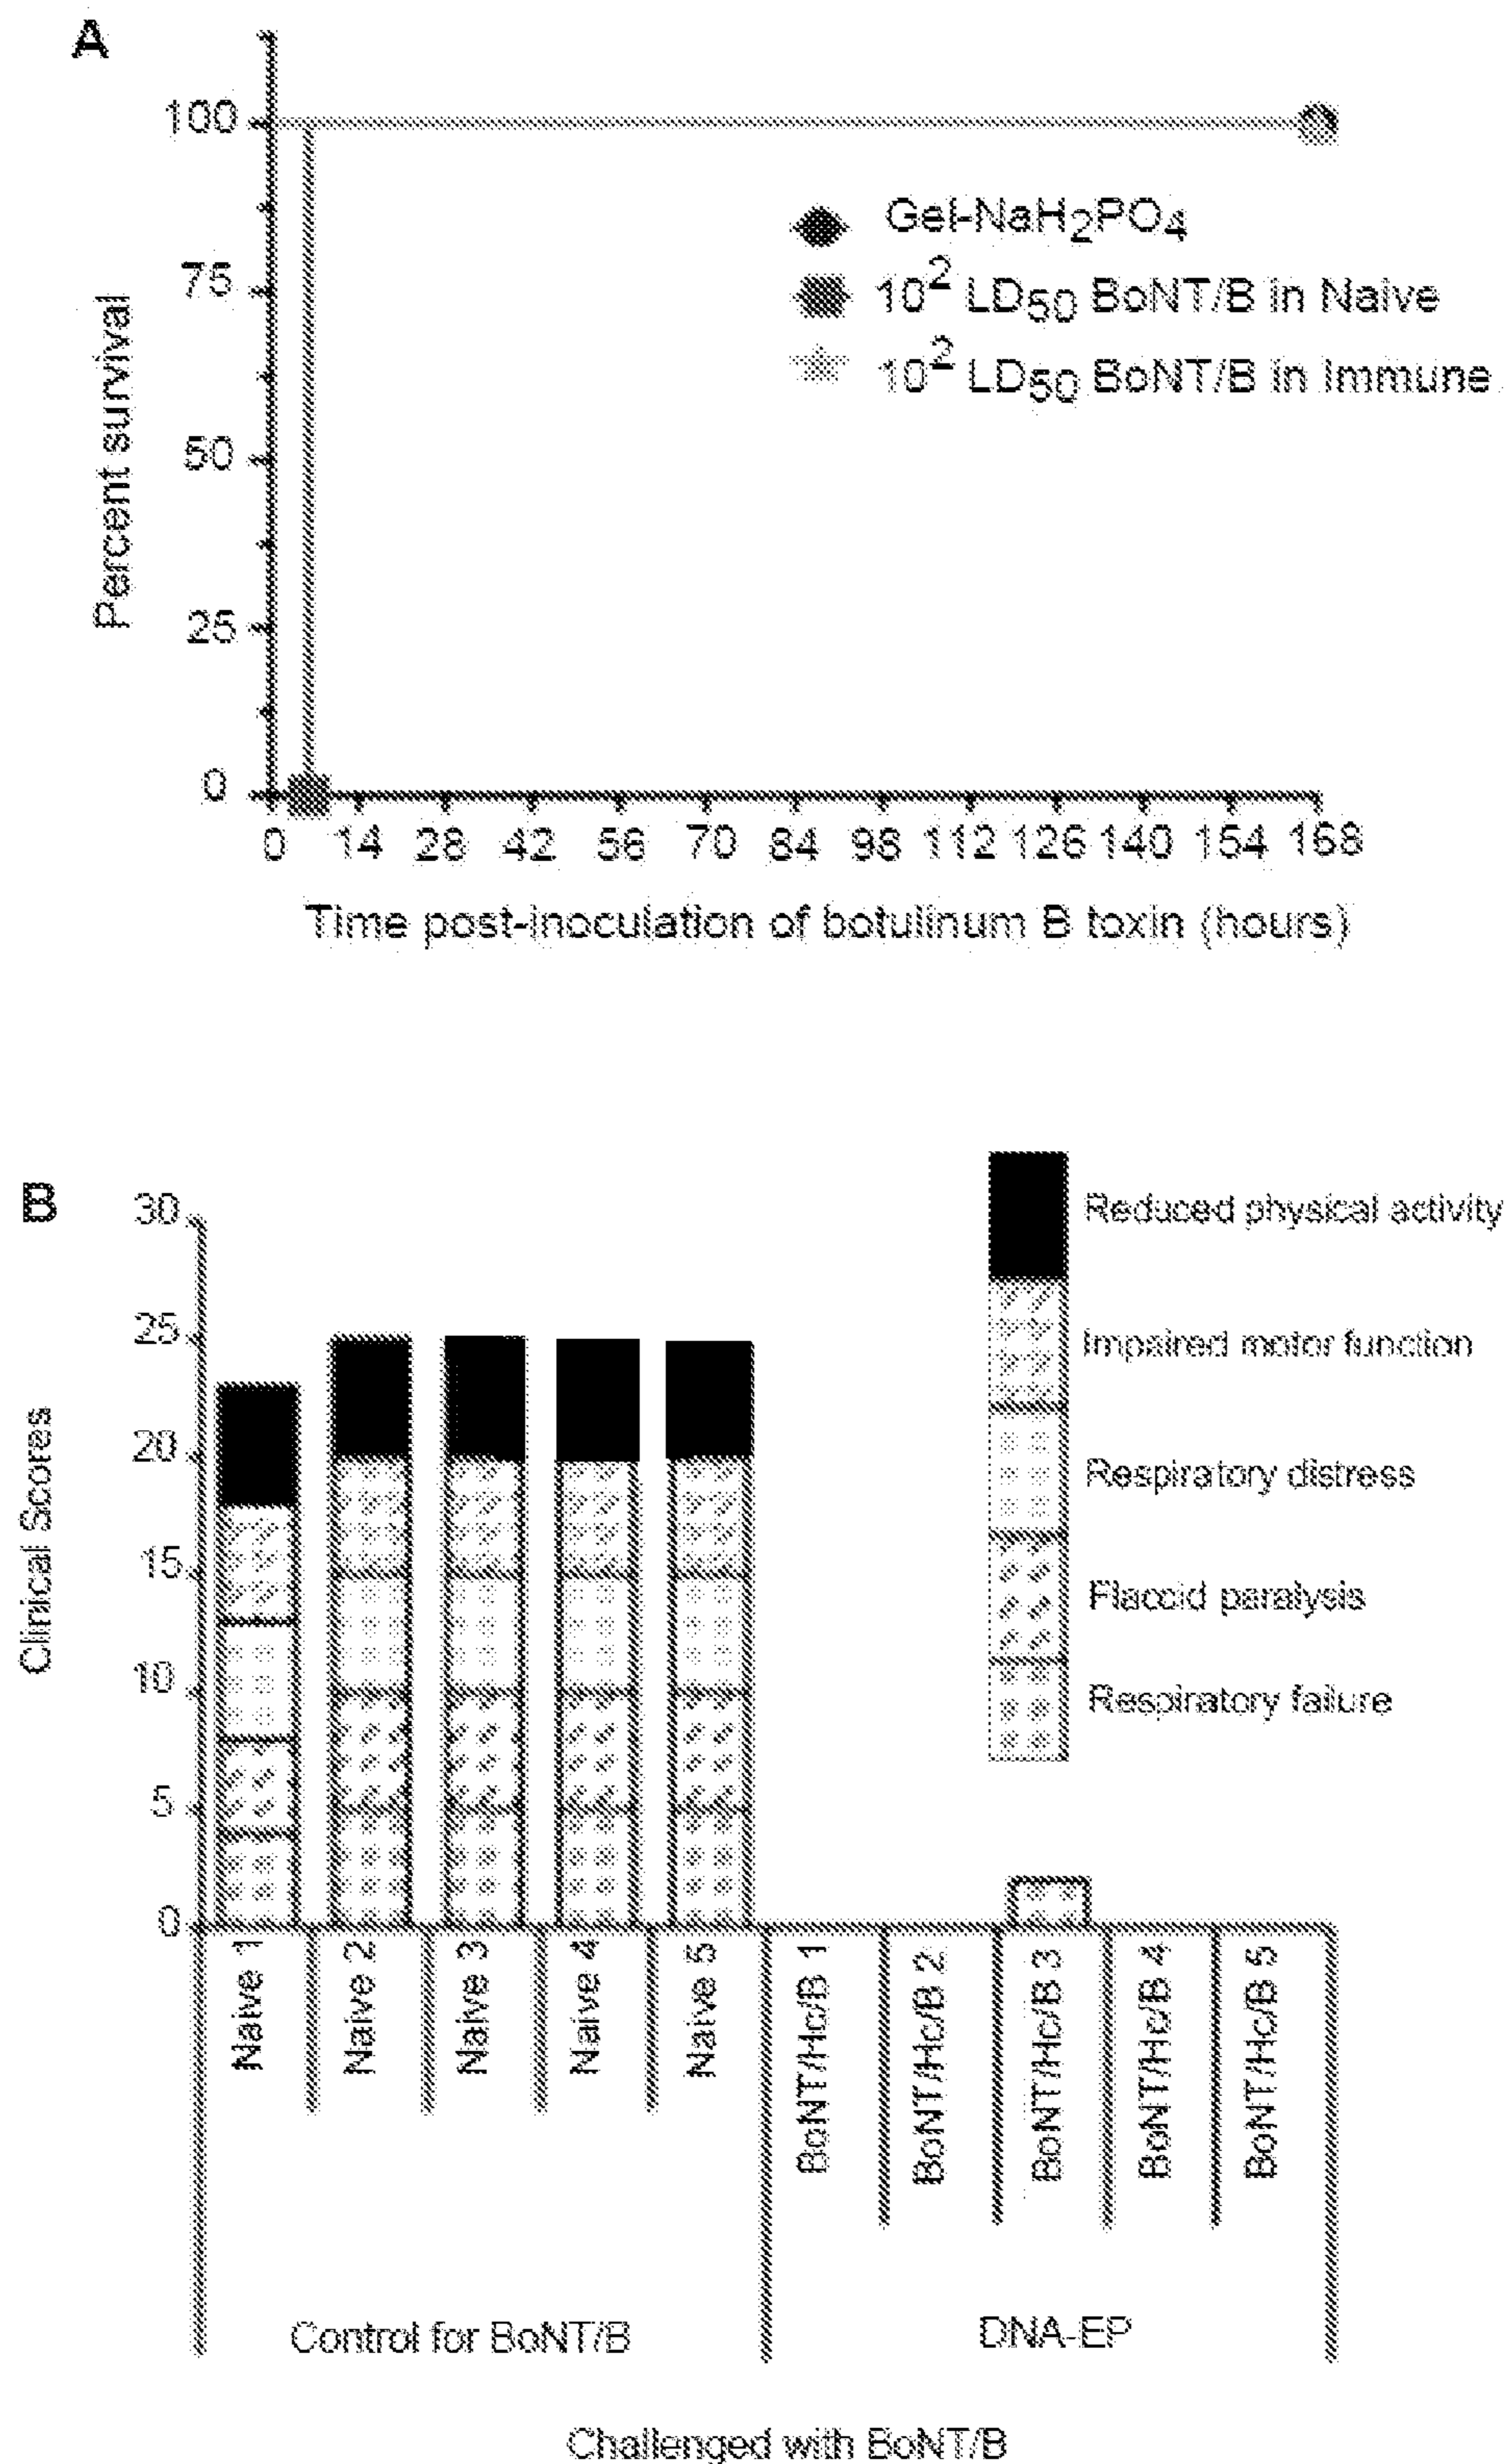 A
100
75
50
25
0
Percent survival
Gel-NaH2PO4
10^2 LD50 BoNT/B in Naive
10^2 LD50 BoNT/B in Immune
0 14 28 42 56 70 84 98 112 126 140 154 168
Time post-inoculation of botulinum B toxin (hours)
B
30
25
20
15
10
5
0
Clinical Scores
Reduced physical activity
Impaired motor function
Respiratory distress
Flaccid paralysis
Respiratory failure
Naive 1
Naive 2
Naive 3
Naive 4
Naive 5
BoNT/Hc/B 1
BoNT/Hc/B 2
BoNT/Hc/B 3
BoNT/Hc/B 4
BoNT/Hc/B 5
Control for BoNT/B
DNA-EP
Challenged with BoNT/B